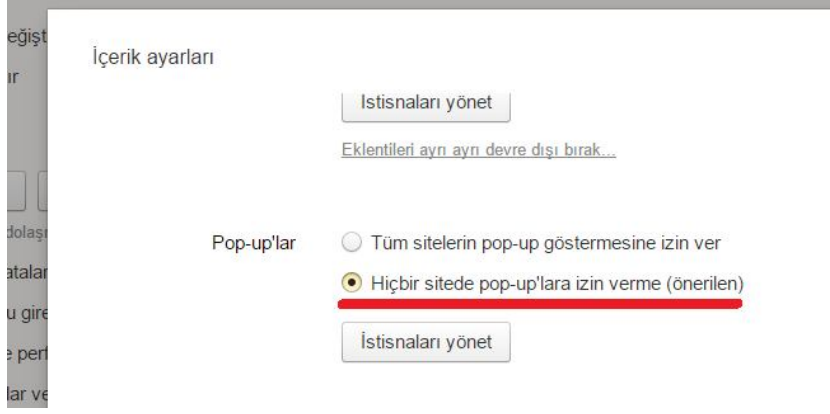 eğişt
İçerik ayarları
ır
İstisnaları yönet
Eklentileri ayrı ayrı devre dışı bırak...
dolaşı
Pop-up'lar
Tüm sitelerin pop-up göstermesine izin ver
atalar
Hiçbir sitede pop-up'lara izin verme (önerilen)
u gire
İstisnaları yönet
e perf
lar ve